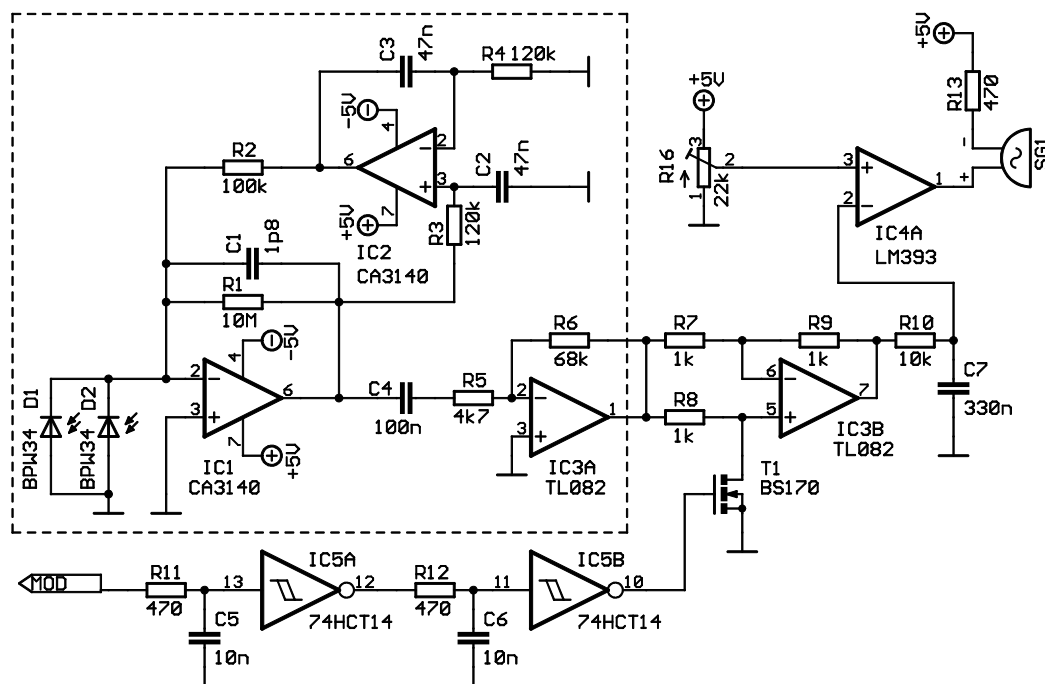 C3
47n
R4 120k
-5V
4
2
6
3
7
+5V
IC2
CA3140
C2
47n
R3
120k
R2
100k
C1
1p8
R1
10M
4
-5V
2
3
6
7
+5V
IC1
CA3140
D1
BPW34
D2
BPW34
C4
100n
R5
4k7
R6
68k
2
3
1
IC3A
TL082
R7
1k
R8
1k
R9
1k
6
5
7
IC3B
TL082
R10
10k
C7
330n
T1
BS170
+5V
R16
3
2
1
22k
3
2
1
IC4A
LM393
+5V
R13
470
-
+
SG1
MOD
R11
470
13
C5
10n
IC5A
12
74HCT14
R12
470
11
C6
10n
IC5B
10
74HCT14